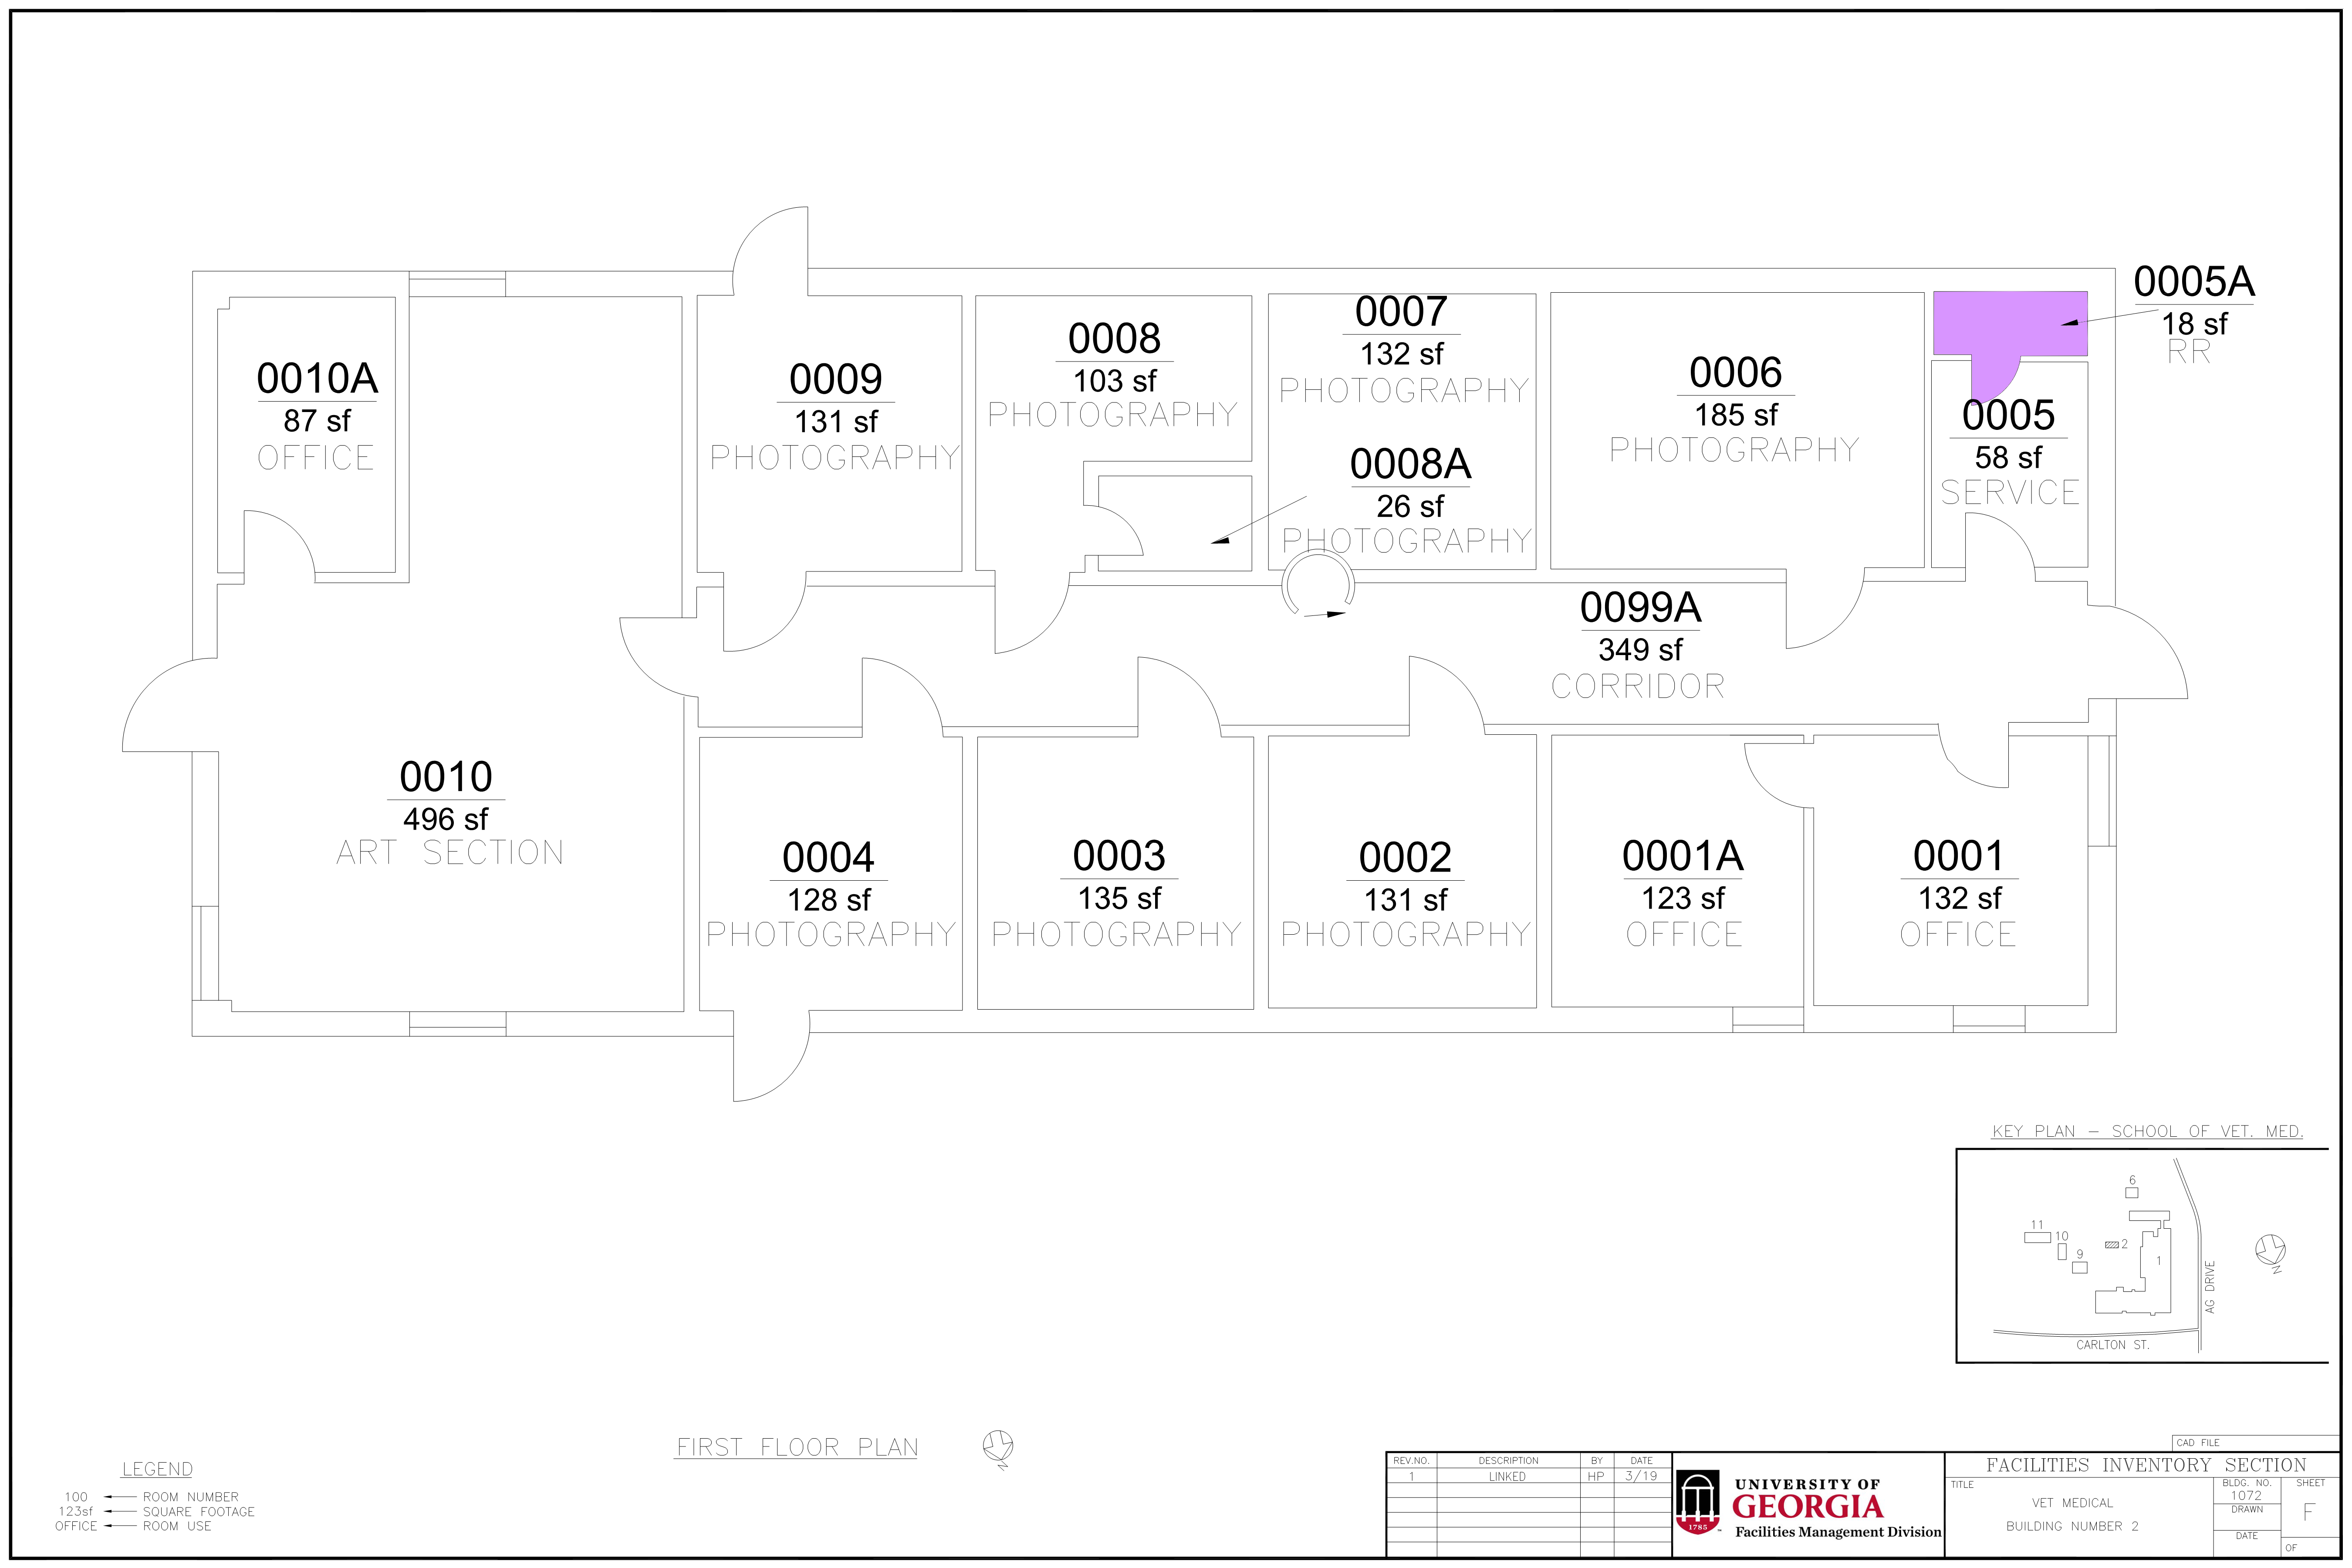 0005A
18 sf
RR
0010A
87 sf
OFFICE
0009
131 sf
PHOTOGRAPHY
0008
103 sf
PHOTOGRAPHY
0007
132 sf
PHOTOGRAPHY
0008A
26 sf
PHOTOGRAPHY
0006
185 sf
PHOTOGRAPHY
0005
58 sf
SERVICE
0099A
349 sf
CORRIDOR
0010
496 sf
ART SECTION
0004
128 sf
PHOTOGRAPHY
0003
135 sf
PHOTOGRAPHY
0002
131 sf
PHOTOGRAPHY
0001A
123 sf
OFFICE
0001
132 sf
OFFICE
KEY PLAN – SCHOOL OF VET. MED.
6
11
10
9
2
1
N
AG DRIVE
CARLTON ST.
FIRST FLOOR PLAN
N
LEGEND
100 ROOM NUMBER
123sf SQUARE FOOTAGE
OFFICE ROOM USE
REV.NO. DESCRIPTION BY DATE
1 LINKED HP 3/19
1785
UNIVERSITY OF
GEORGIA
Facilities Management Division
CAD FILE
FACILITIES INVENTORY SECTION
TITLE
VET MEDICAL
BUILDING NUMBER 2
BLDG. NO.
1072
DRAWN
DATE
SHEET
F
OF